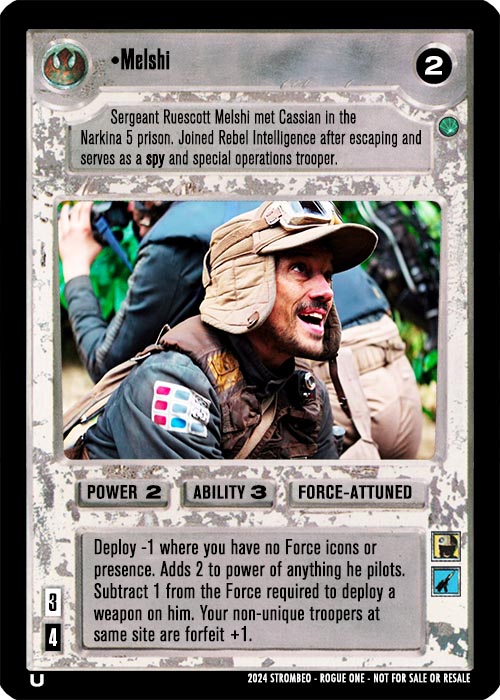 •Melshi
2
Sergeant Ruescott Melshi met Cassian in the
Narkina 5 prison. Joined Rebel Intelligence after escaping and
serves as a spy and special operations trooper.
POWER 2
ABILITY 3
FORCE-ATTUNED
Deploy -1 where you have no Force icons or
presence. Adds 2 to power of anything he pilots.
Subtract 1 from the Force required to deploy a
weapon on him. Your non-unique troopers at
same site are forfeit +1.
3
4
U
2024 STROMBEO - ROGUE ONE - NOT FOR SALE OR RESALE